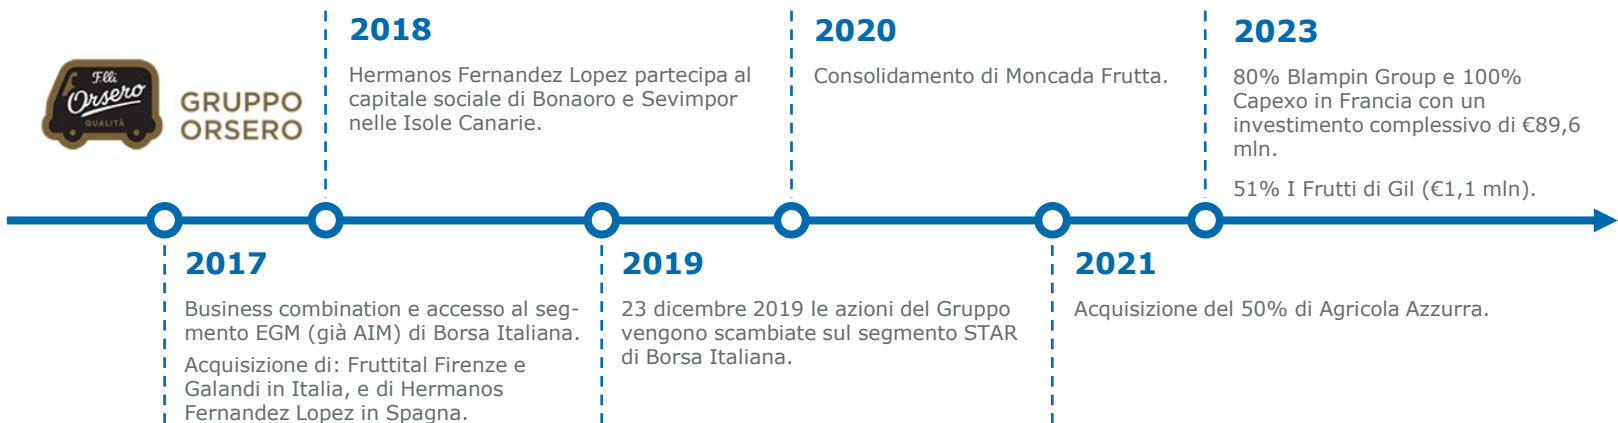 F.lli
Orsero
QUALITÀ
GRUPPO
ORSERO
2018
Hermanos Fernandez Lopez partecipa al
capitale sociale di Bonaoro e Sevimpor
nelle Isole Canarie.
2020
Consolidamento di Moncada Frutta.
2023
80% Blampin Group e 100%
Capexo in Francia con un
investimento complessivo di €89,6
mln.
51% I Frutti di Gil (€1,1 mln).
2017
Business combination e accesso al seg-
mento EGM (già AIM) di Borsa Italiana.
Acquisizione di: Fruttital Firenze e
Galandi in Italia, e di Hermanos
Fernandez Lopez in Spagna.
2019
23 dicembre 2019 le azioni del Gruppo
vengono scambiate sul segmento STAR
di Borsa Italiana.
2021
Acquisizione del 50% di Agricola Azzurra.